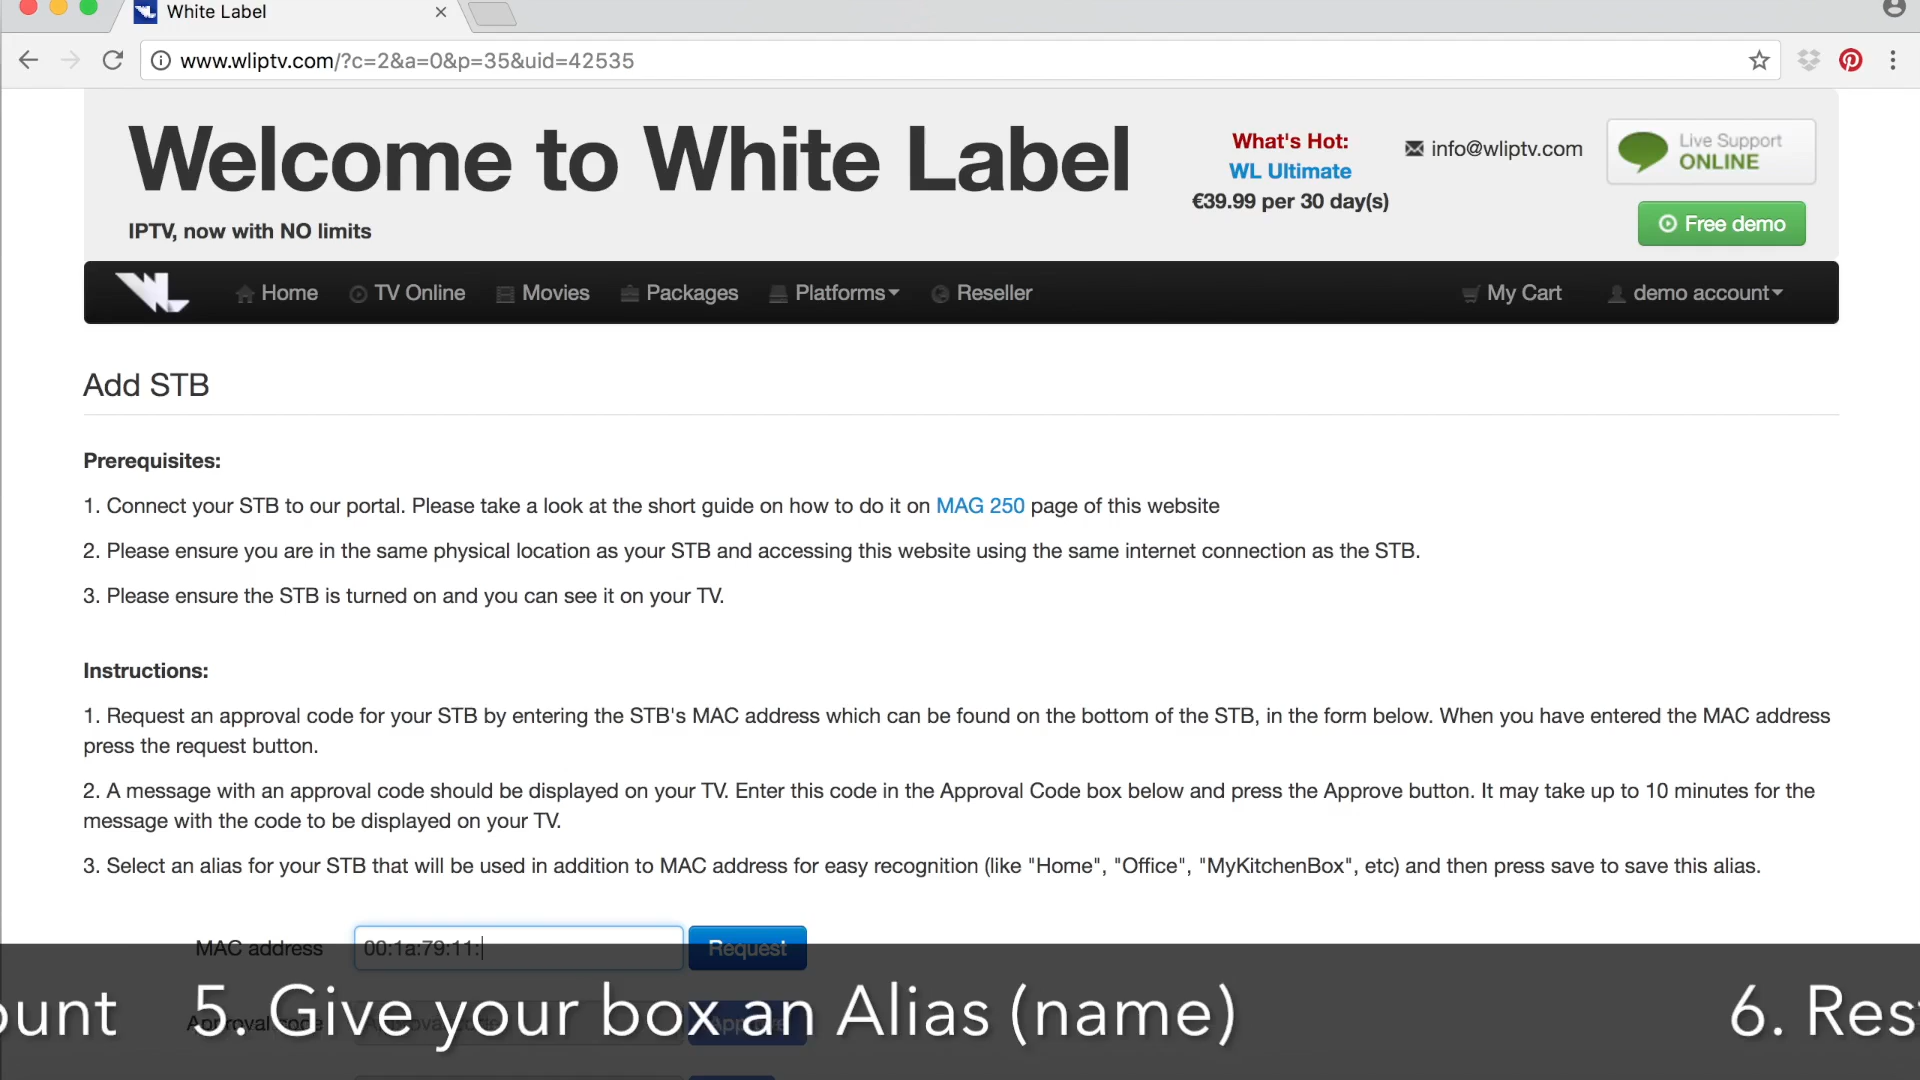 White Label
www.wliptv.com/?c=2&a=0&p=35&uid=42535
Welcome to White Label
IPTV, now with NO limits
What's Hot:
WL Ultimate
€39.99 per 30 day(s)
info@wliptv.com
Live Support
ONLINE
Free demo
WL Home TV Online Movies Packages Platforms Reseller My Cart demo account
Add STB
Prerequisites:
1. Connect your STB to our portal. Please take a look at the short guide on how to do it on MAG 250 page of this website
2. Please ensure you are in the same physical location as your STB and accessing this website using the same internet connection as the STB.
3. Please ensure the STB is turned on and you can see it on your TV.
Instructions:
1. Request an approval code for your STB by entering the STB's MAC address which can be found on the bottom of the STB, in the form below. When you have entered the MAC address
press the request button.
2. A message with an approval code should be displayed on your TV. Enter this code in the Approval Code box below and press the Approve button. It may take up to 10 minutes for the
message with the code to be displayed on your TV.
3. Select an alias for your STB that will be used in addition to MAC address for easy recognition (like "Home", "Office", "MyKitchenBox", etc) and then press save to save this alias.
MAC address 00:1a:79:11: Request
ount 5. Give your box an Alias (name) 6. Res